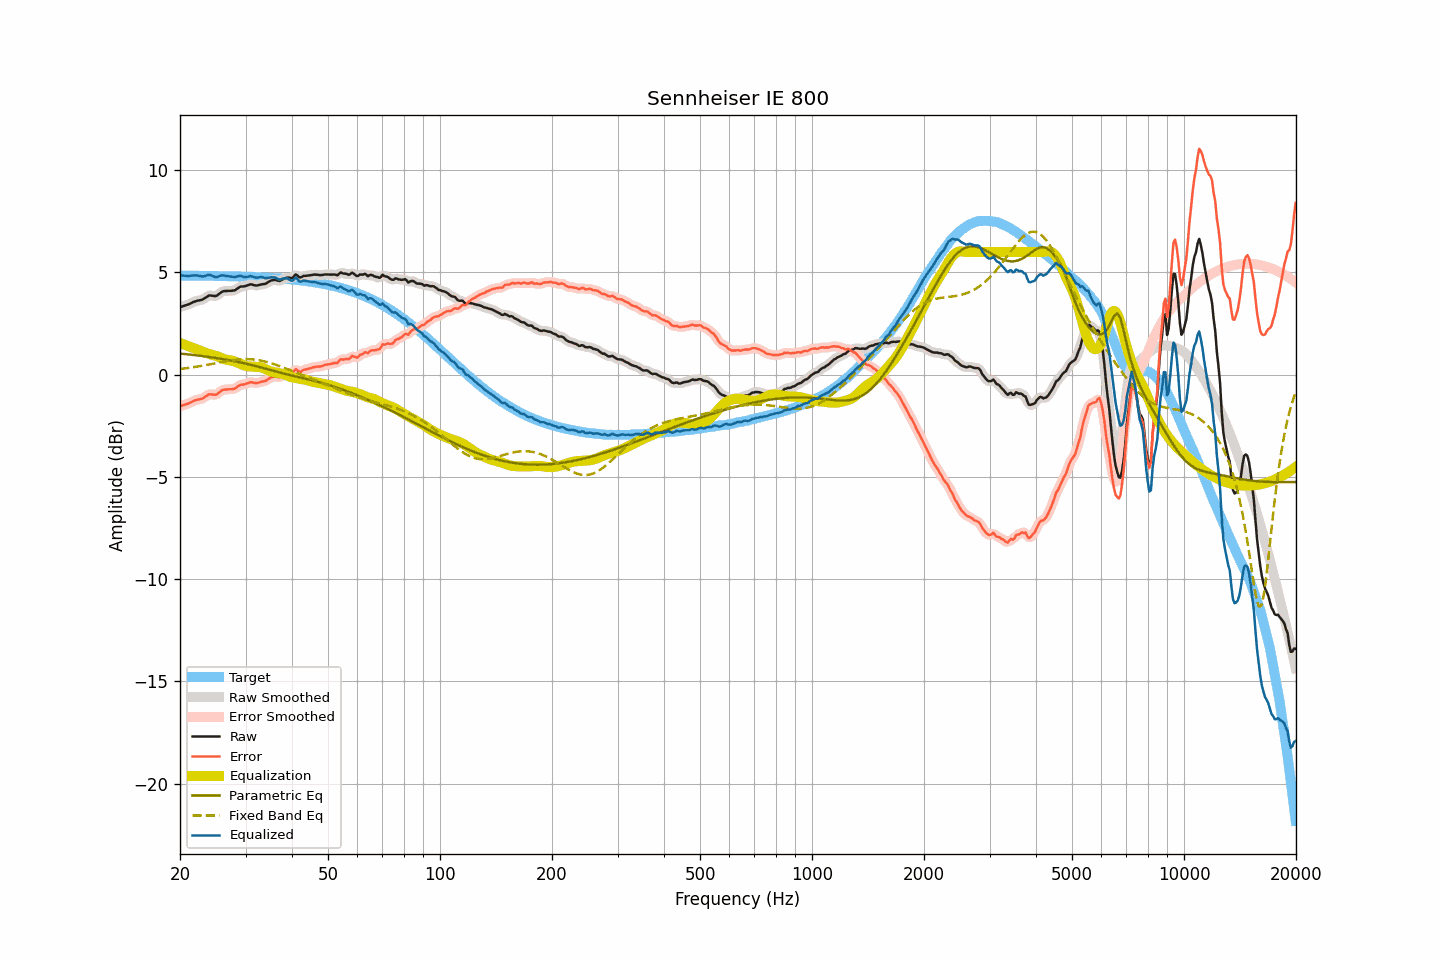 Sennheiser IE 800
Amplitude (dBr)
10
5
0
−5
−10
−15
−20
Target
Raw Smoothed
Error Smoothed
Raw
Error
Equalization
Parametric Eq
Fixed Band Eq
Equalized
20 50 100 200 500 1000 2000 5000 10000 20000
Frequency (Hz)